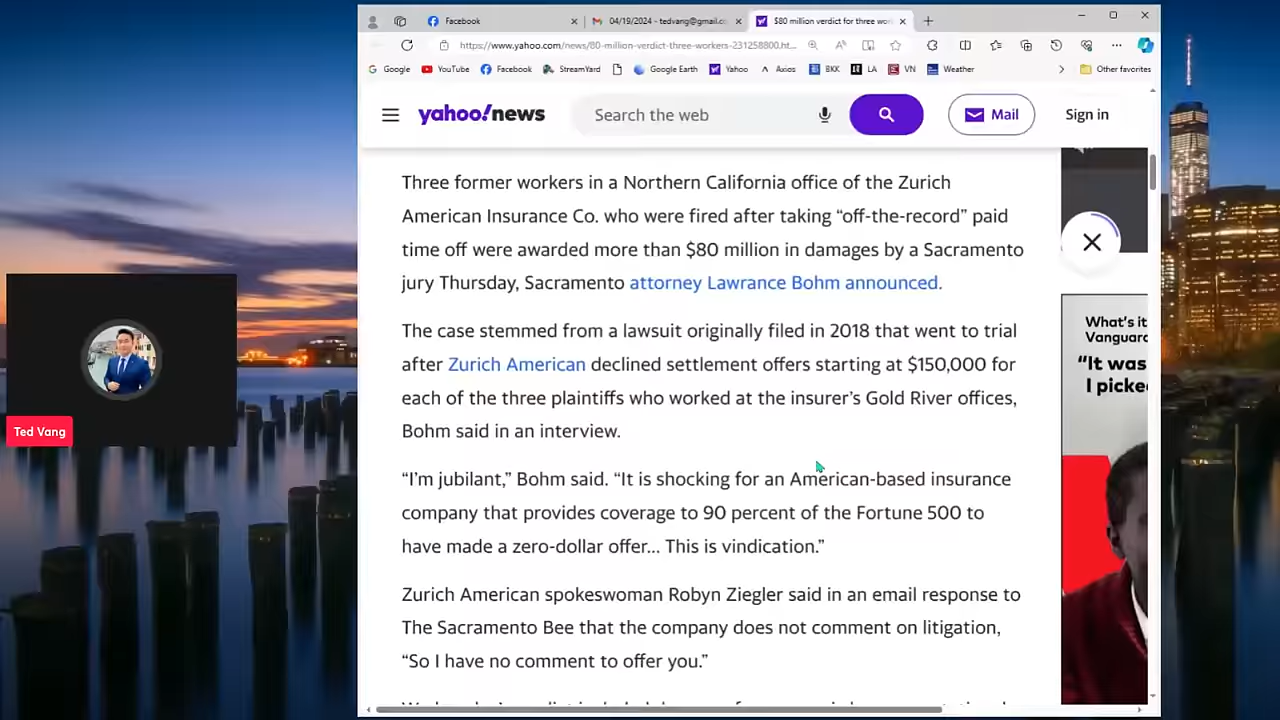 Facebook
04/19/2024 - tedvang@gmail.c
$80 million verdict for three wor
https://www.yahoo.com/news/80-million-verdict-three-workers-231258800.ht...
Google
YouTube
Facebook
StreamYard
Google Earth
Yahoo
Axios
BKK
LA
VN
Weather
Other favorites
yahoo!news
Search the web
Mail
Sign in
Three former workers in a Northern California office of the Zurich
American Insurance Co. who were fired after taking “off-the-record” paid
time off were awarded more than $80 million in damages by a Sacramento
jury Thursday, Sacramento attorney Lawrance Bohm announced.
The case stemmed from a lawsuit originally filed in 2018 that went to trial
after Zurich American declined settlement offers starting at $150,000 for
each of the three plaintiffs who worked at the insurer’s Gold River offices,
Bohm said in an interview.
“I’m jubilant,” Bohm said. “It is shocking for an American-based insurance
company that provides coverage to 90 percent of the Fortune 500 to
have made a zero-dollar offer... This is vindication.”
Zurich American spokeswoman Robyn Ziegler said in an email response to
The Sacramento Bee that the company does not comment on litigation,
“So I have no comment to offer you.”
What’s it
Vanguar
“It was
I picke
Ted Vang